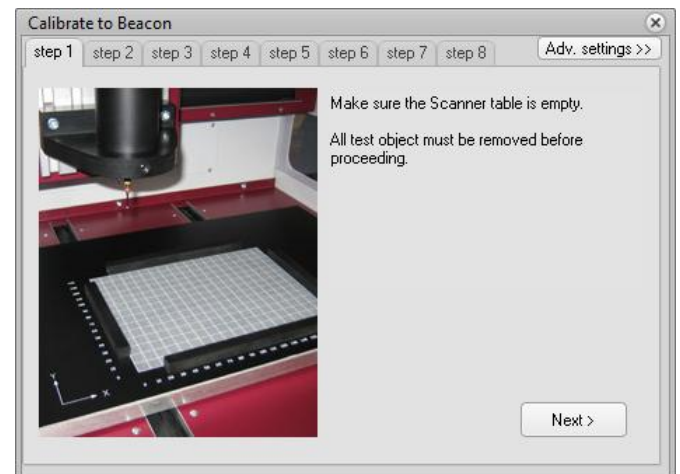 Calibrate to Beacon
step 1 step 2 step 3 step 4 step 5 step 6 step 7 step 8 Adv. settings >>
Make sure the Scanner table is empty.
All test object must be removed before
proceeding.
Y
X
Next >